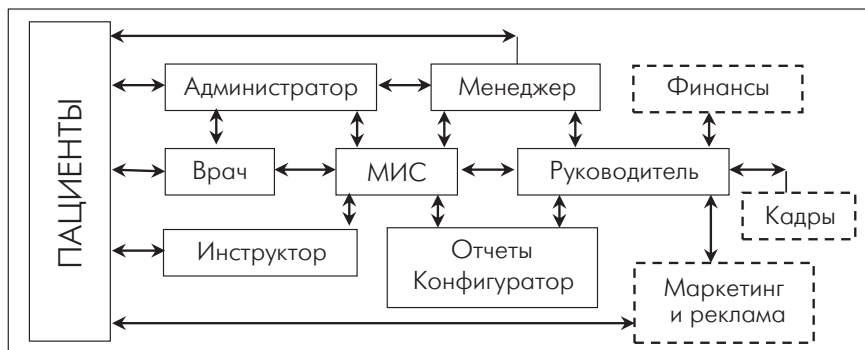 ПАЦИЕНТЫ
Администратор
Менеджер
Финансы
Врач
МИС
Руководитель
Кадры
Инструктор
Отчеты
Конфигуратор
Маркетинг
и реклама